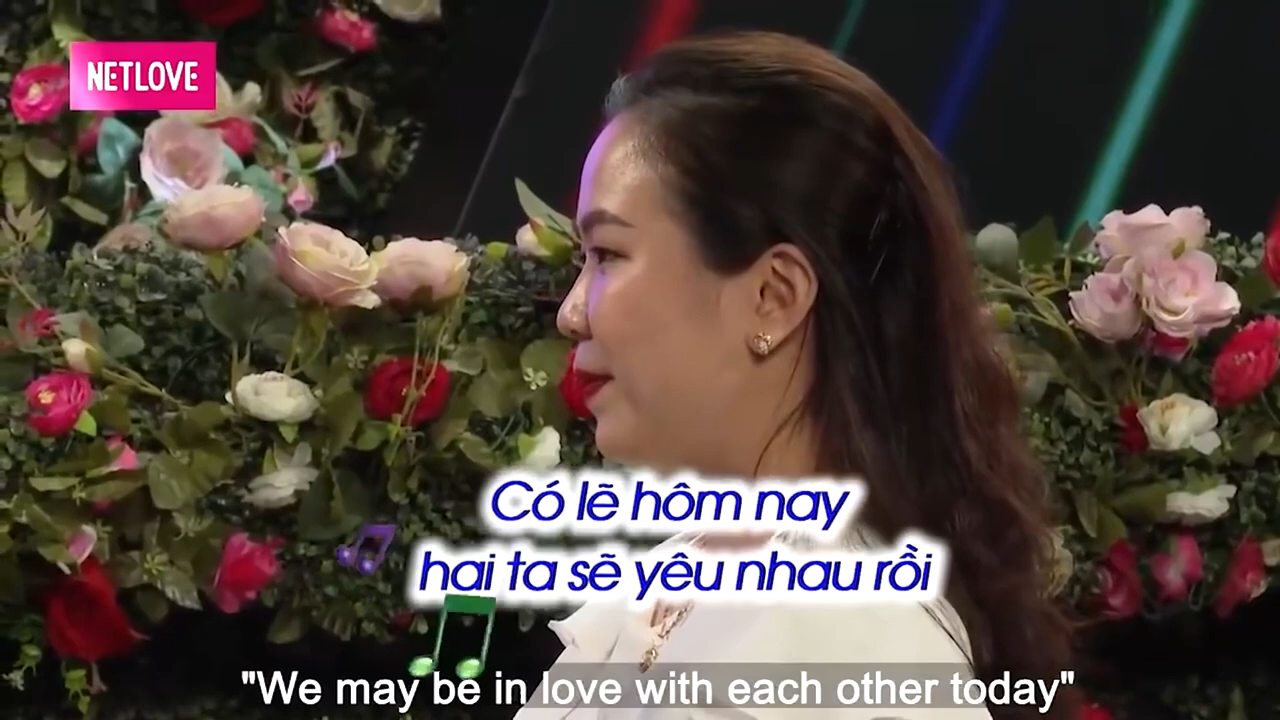 NETLOVE
Có lẽ hôm nay
hai ta sẽ yêu nhau rồi
"We may be in love with each other today"